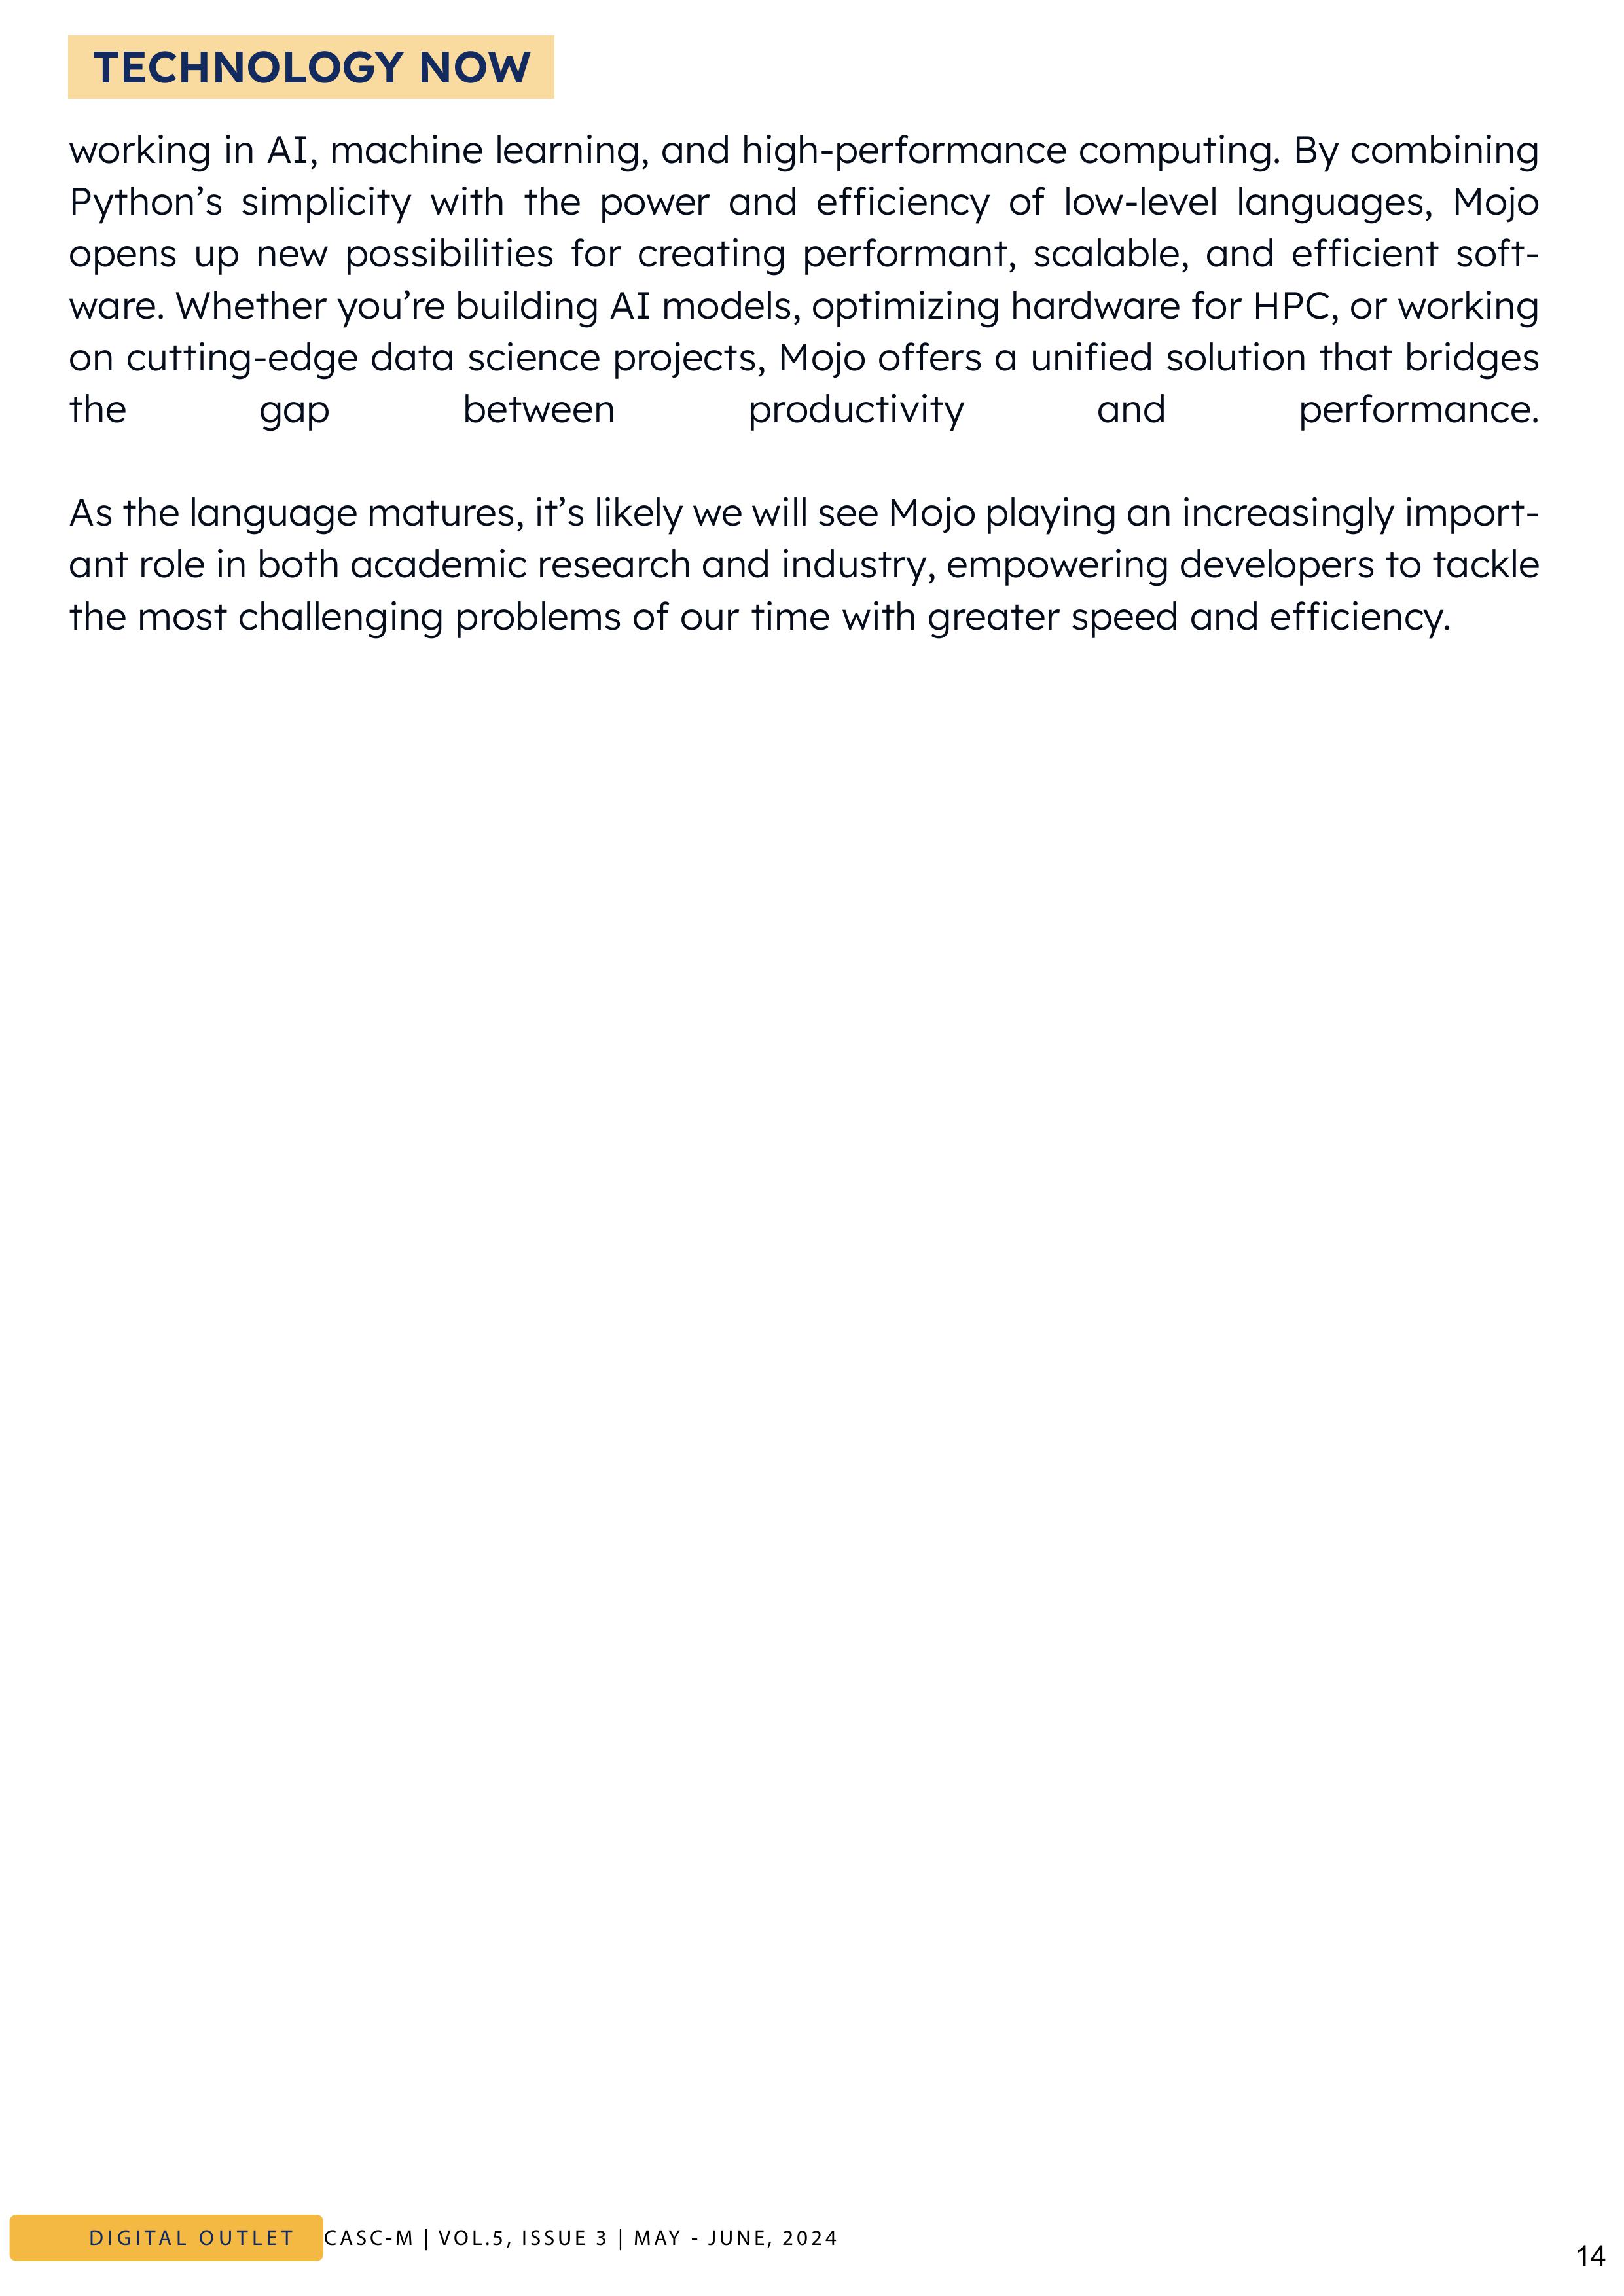 TECHNOLOGY NOW
working in AI, machine learning, and high-performance computing. By combining
Python’s simplicity with the power and efficiency of low-level languages, Mojo
opens up new possibilities for creating performant, scalable, and efficient soft-
ware. Whether you’re building AI models, optimizing hardware for HPC, or working
on cutting-edge data science projects, Mojo offers a unified solution that bridges
the gap between productivity and performance.
As the language matures, it’s likely we will see Mojo playing an increasingly import-
ant role in both academic research and industry, empowering developers to tackle
the most challenging problems of our time with greater speed and efficiency.
DIGITAL OUTLET CASC-M | VOL.5, ISSUE 3 | MAY - JUNE, 2024
14